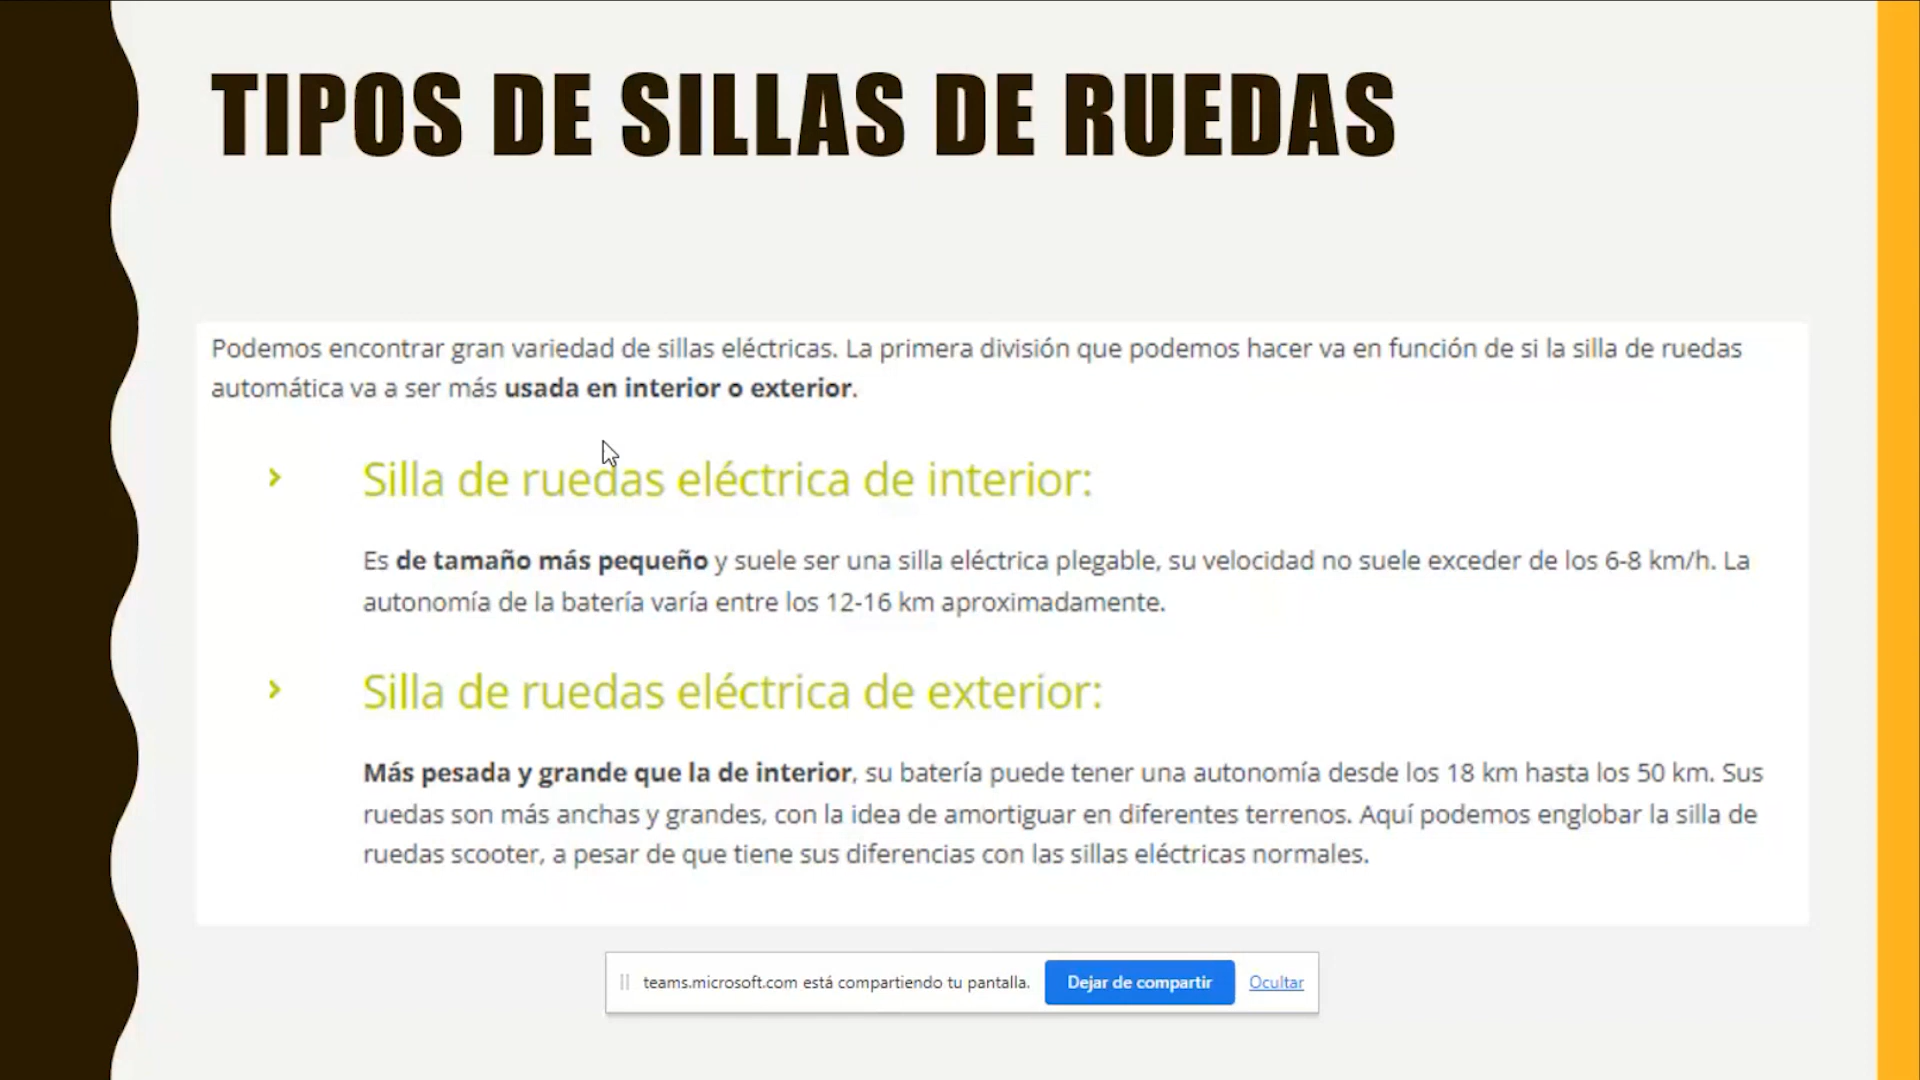 TIPOS DE SILLAS DE RUEDAS
Podemos encontrar gran variedad de sillas eléctricas. La primera división que podemos hacer va en función de si la silla de ruedas
automática va a ser más usada en interior o exterior.
Silla de ruedas eléctrica de interior:
Es de tamaño más pequeño y suele ser una silla eléctrica plegable, su velocidad no suele exceder de los 6-8 km/h. La
autonomía de la batería varía entre los 12-16 km aproximadamente.
Silla de ruedas eléctrica de exterior:
Más pesada y grande que la de interior, su batería puede tener una autonomía desde los 18 km hasta los 50 km. Sus
ruedas son más anchas y grandes, con la idea de amortiguar en diferentes terrenos. Aquí podemos englobar la silla de
ruedas scooter, a pesar de que tiene sus diferencias con las sillas eléctricas normales.
teams.microsoft.com está compartiendo tu pantalla. Dejar de compartir Ocultar